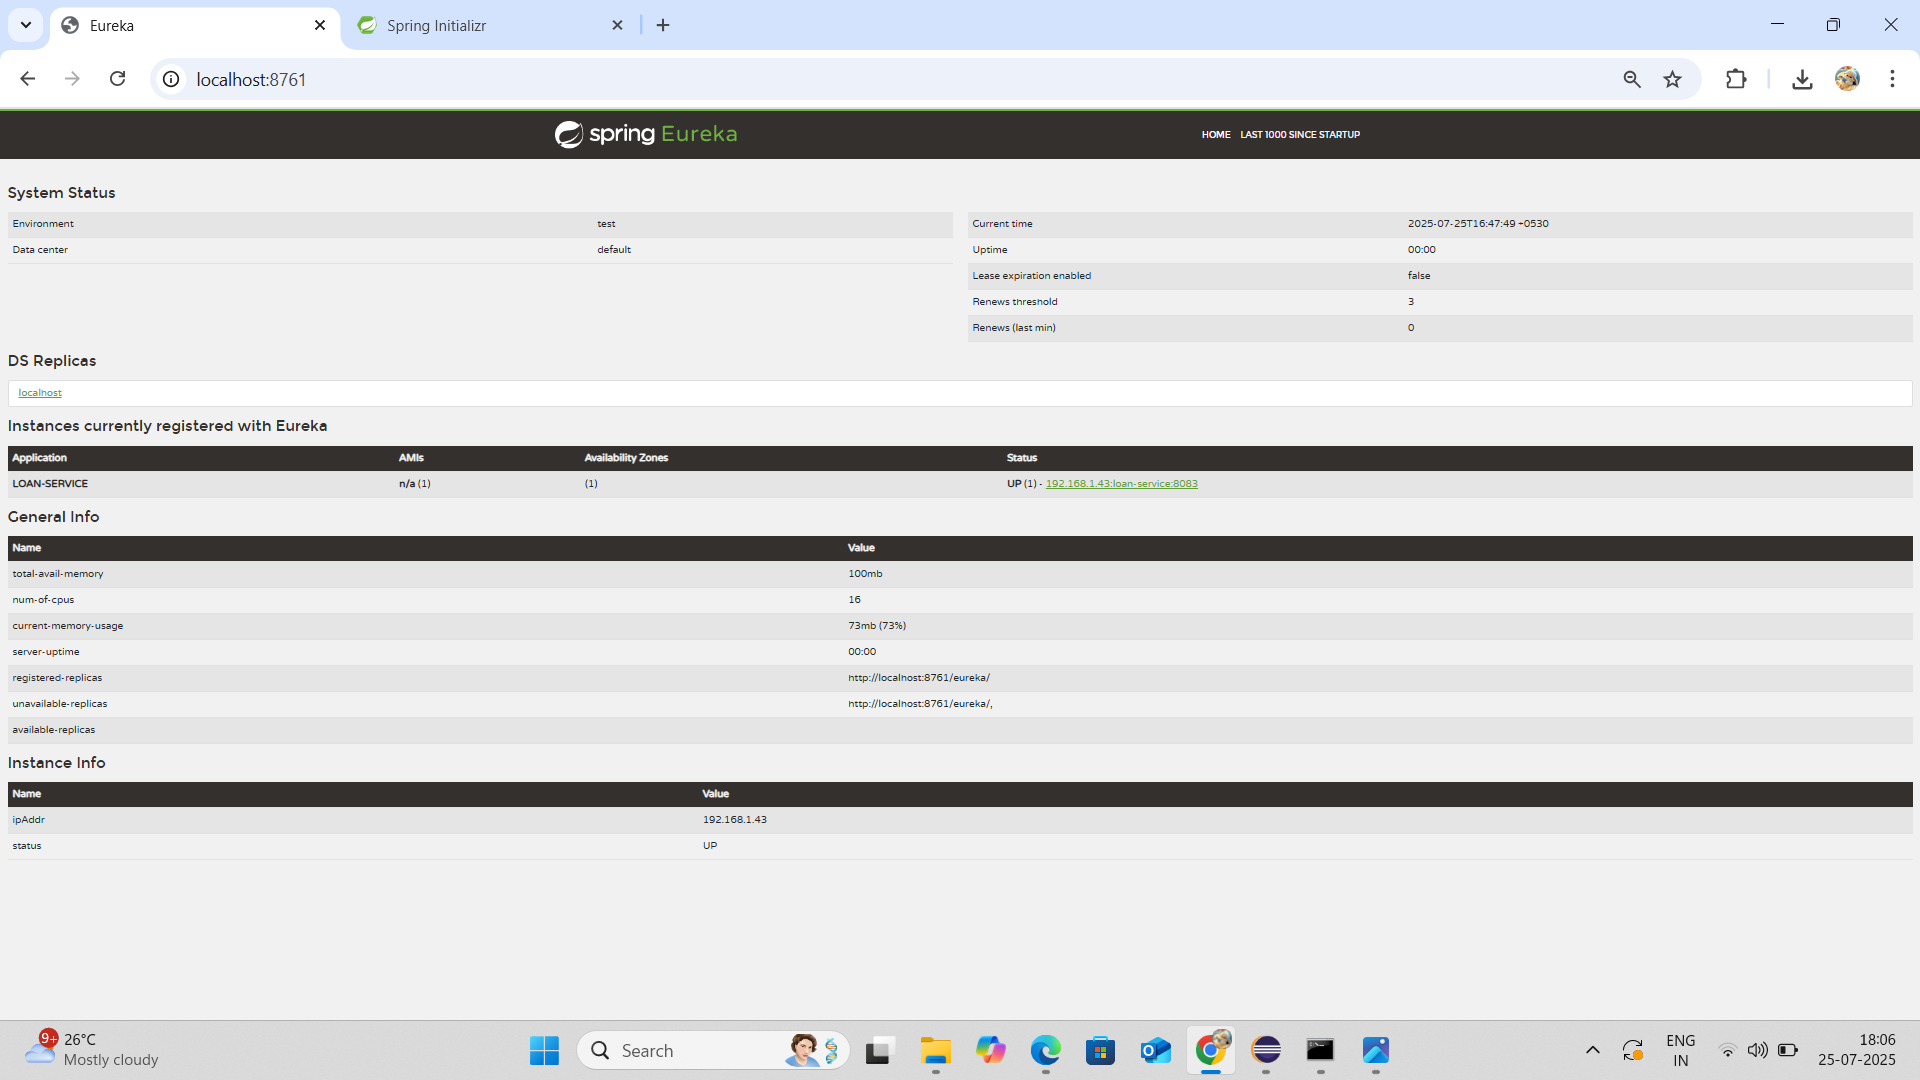 Eureka
Spring Initializr
localhost:8761
spring Eureka
HOME LAST 1000 SINCE STARTUP
System Status
Environment test
Data center default
Current time 2025-07-25T16:47:49 +0530
Uptime 00:00
Lease expiration enabled false
Renews threshold 3
Renews (last min) 0
DS Replicas
localhost
Instances currently registered with Eureka
Application AMIs Availability Zones Status
LOAN-SERVICE n/a (1) (1) UP (1) - 192.168.1.43:loan-service:8083
General Info
Name Value
total-avail-memory 100mb
num-of-cpus 16
current-memory-usage 73mb (73%)
server-uptime 00:00
registered-replicas http://localhost:8761/eureka/
unavailable-replicas http://localhost:8761/eureka/,
available-replicas
Instance Info
Name Value
ipAddr 192.168.1.43
status UP
9+
26°C
Mostly cloudy
Search
ENG
IN
18:06
25-07-2025